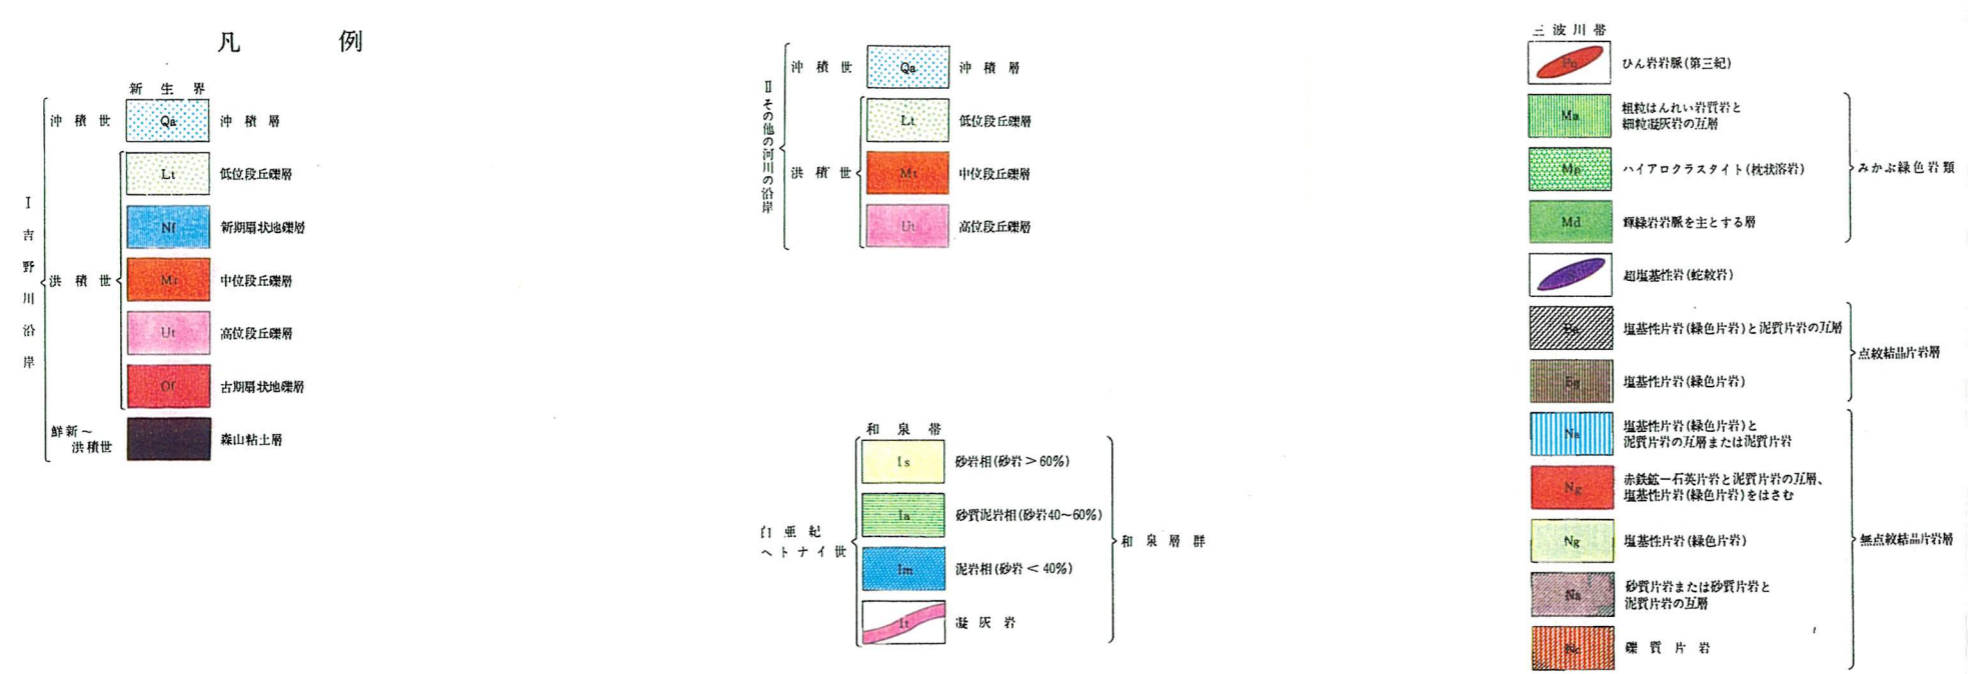 凡 例
新 生 界
Ⅰ 吉 野 川 沿 岸
沖 積 世
Qa 沖 積 層
洪 積 世
Lt 低位段丘礫層
Nf 新期扇状地礫層
Mt 中位段丘礫層
Ut 高位段丘礫層
Of 古期扇状地礫層
鮮新～
洪積世
森山粘土層
Ⅱ その他の河川の沿岸
沖 積 世
Qa 沖 積 層
洪 積 世
Lt 低位段丘礫層
Mt 中位段丘礫層
Ut 高位段丘礫層
和 泉 帯
白 亜 紀
ヘトナイ世
Is 砂岩相(砂岩＞60%)
Ia 砂質泥岩相(砂岩40～60%)
Im 泥岩相(砂岩＜40%)
It 凝 灰 岩
和 泉 層 群
三 波 川 帯
ひん岩岩脈(第三紀)
Ma 粗粒はんれい岩質岩と
細粒凝灰岩の互層
Mp ハイアロクラスタイト(枕状溶岩)
Md 輝緑岩岩脈を主とする層
みかぶ緑色岩類
超塩基性岩(蛇紋岩)
塩基性片岩(緑色片岩)と泥質片岩の互層
塩基性片岩(緑色片岩)
点紋結晶片岩層
Na 塩基性片岩(緑色片岩)と
泥質片岩の互層または泥質片岩
Ng 赤鉄鉱―石英片岩と泥質片岩の互層、
塩基性片岩(緑色片岩)をはさむ
Ng 塩基性片岩(緑色片岩)
Na 砂質片岩または砂質片岩と
泥質片岩の互層
礫 質 片 岩
無点紋結晶片岩層